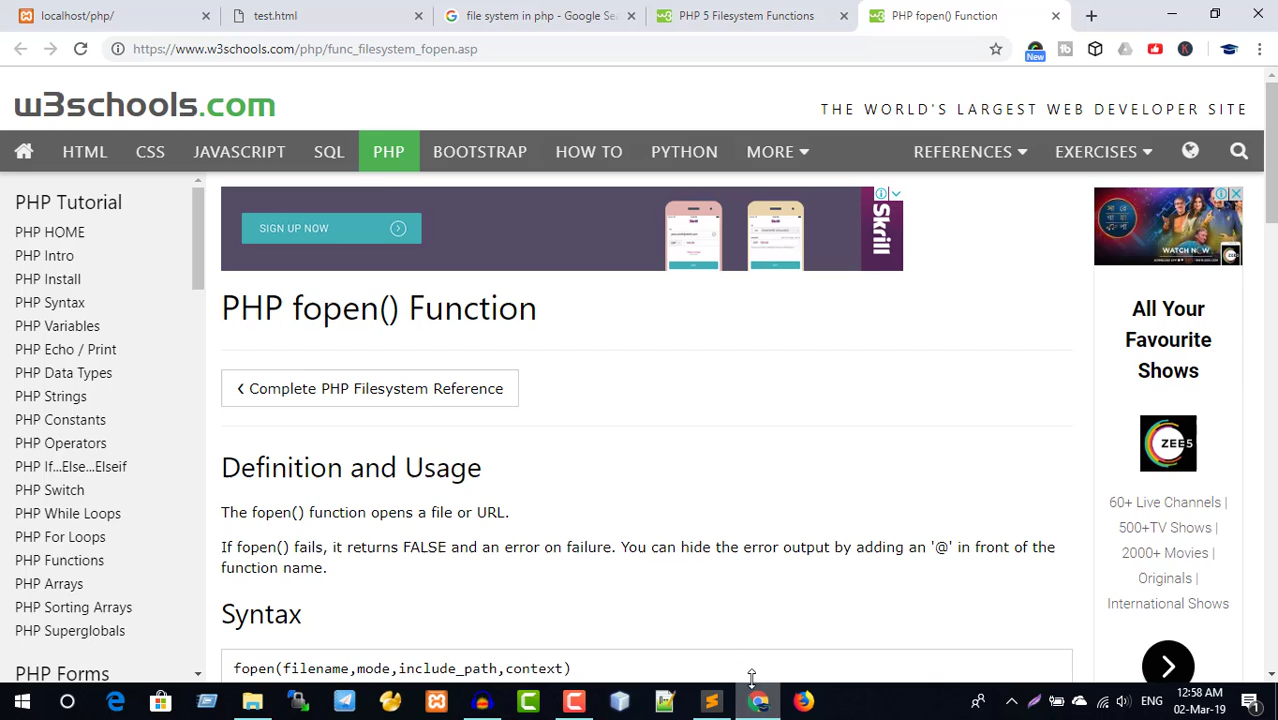 localhost/php/
test.html
file system in php - Google Se
PHP 5 Filesystem Functions
PHP fopen() Function
https://www.w3schools.com/php/func_filesystem_fopen.asp
New
w3schools.com
THE WORLD'S LARGEST WEB DEVELOPER SITE
HTML CSS JAVASCRIPT SQL PHP BOOTSTRAP HOW TO PYTHON MORE REFERENCES EXERCISES
PHP Tutorial
PHP HOME
PHP Intro
PHP Install
PHP Syntax
PHP Variables
PHP Echo / Print
PHP Data Types
PHP Strings
PHP Constants
PHP Operators
PHP If...Else...Elseif
PHP Switch
PHP While Loops
PHP For Loops
PHP Functions
PHP Arrays
PHP Sorting Arrays
PHP Superglobals
PHP Forms
SIGN UP NOW
Skrill
PHP fopen() Function
❮ Complete PHP Filesystem Reference
Definition and Usage
The fopen() function opens a file or URL.
If fopen() fails, it returns FALSE and an error on failure. You can hide the error output by adding an '@' in front of the
function name.
Syntax
fopen(filename,mode,include_path,context)
WATCH NOW
All Your
Favourite
Shows
ZEE5
60+ Live Channels |
500+TV Shows |
2000+ Movies |
Originals |
International Shows
ENG
12:58 AM
02-Mar-19